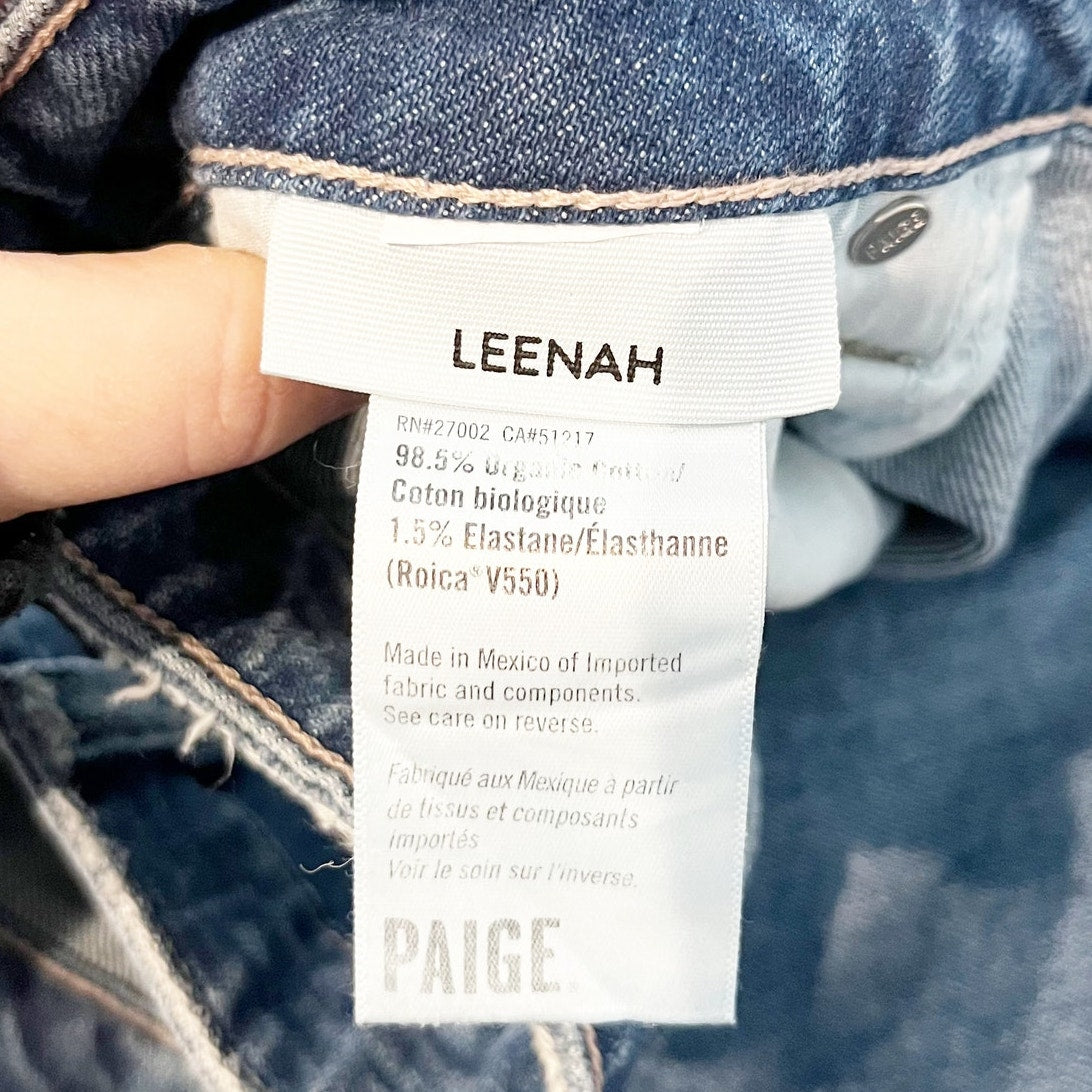 LEENAH
RN#27002 CA#51217
98.5% Organic Cotton/
Coton biologique
1.5% Elastane/Élasthanne
(Roica® V550)
Made in Mexico of Imported
fabric and components.
See care on reverse.
Fabriqué aux Mexique à partir
de tissus et composants
importés
Voir le soin sur l'inverse.
PAIGE